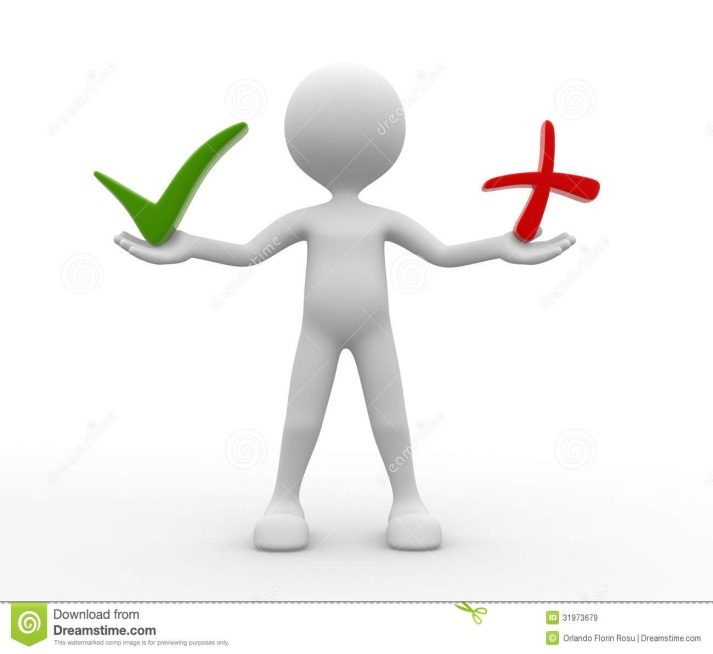 Download from
Dreamstime.com
This watermarked comp image is for previewing purposes only.
ID 31973679
© Orlando Florin Rosu | Dreamstime.com